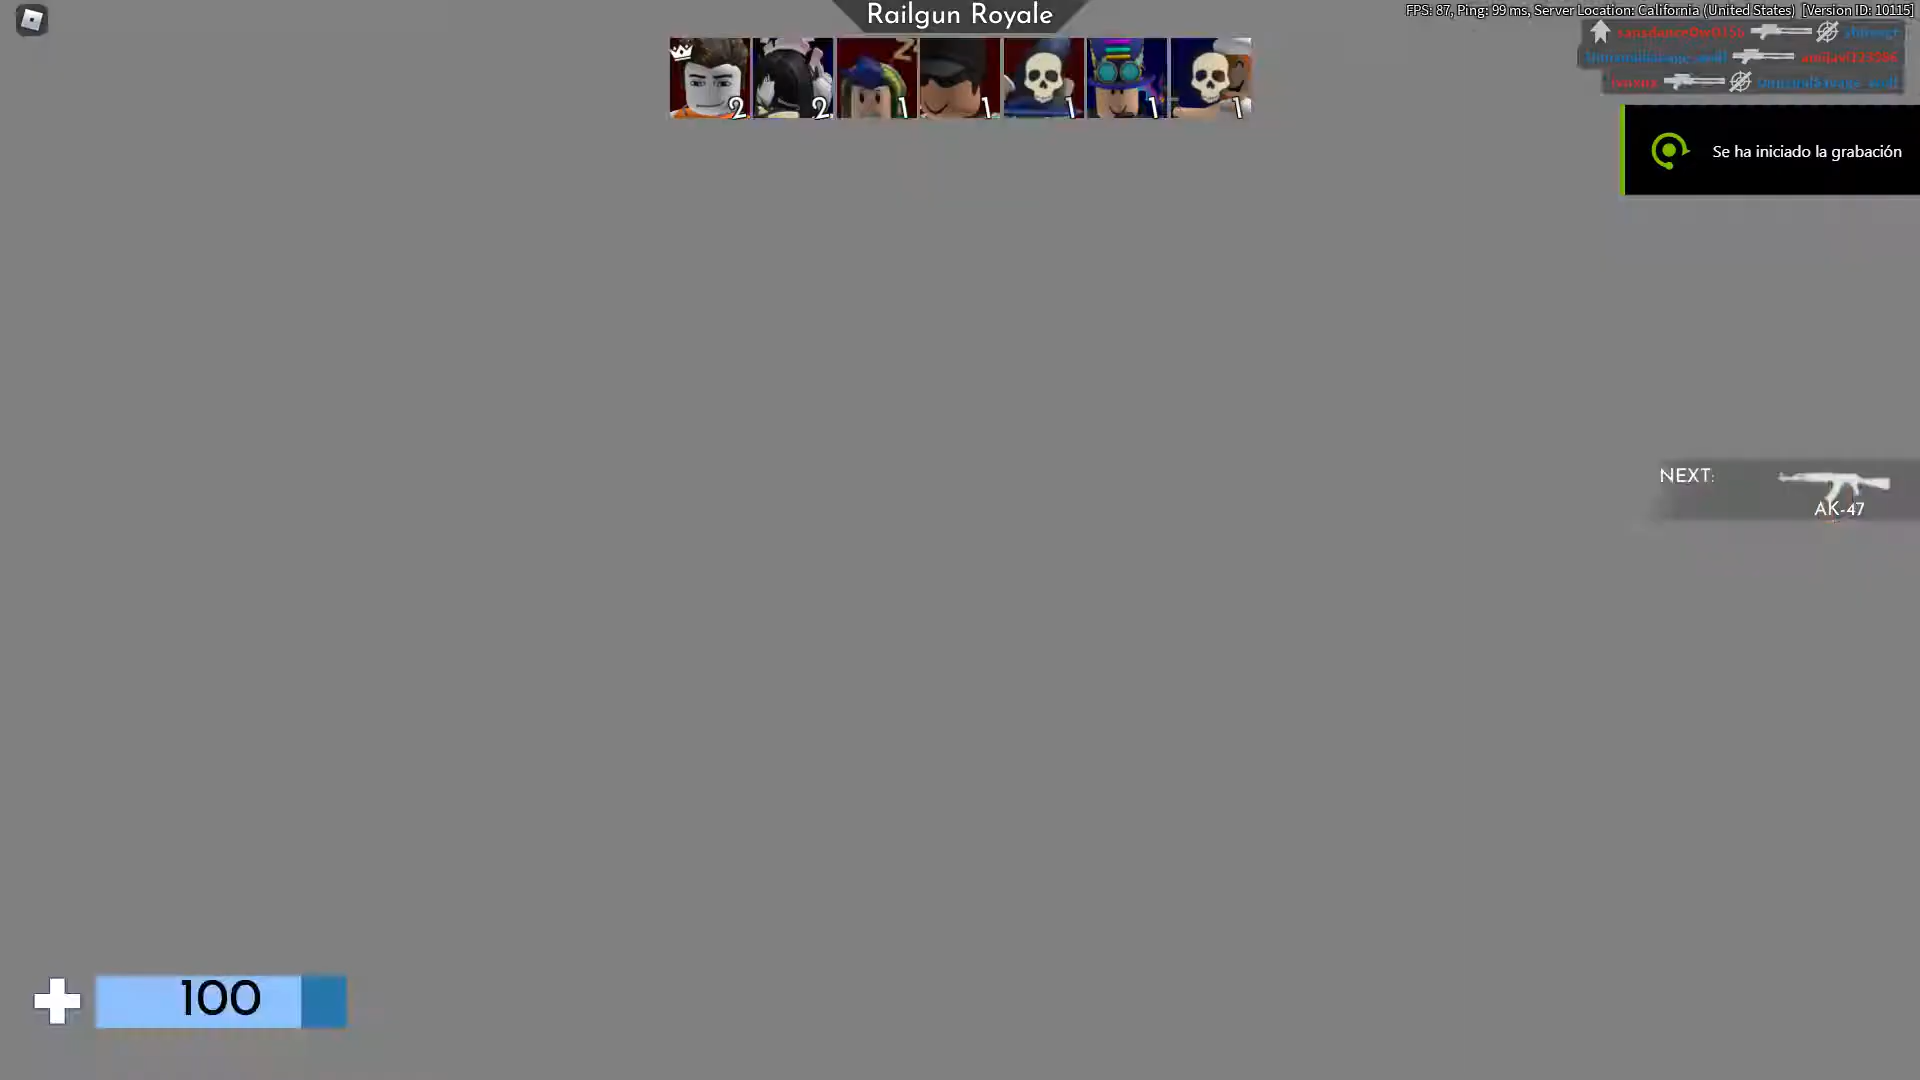 Railgun Royale
FPS: 87, Ping: 99 ms, Server Location: California (United States) [Version ID: 10115]
2
2
1
1
1
1
1
Se ha iniciado la grabación
NEXT:
AK-47
100